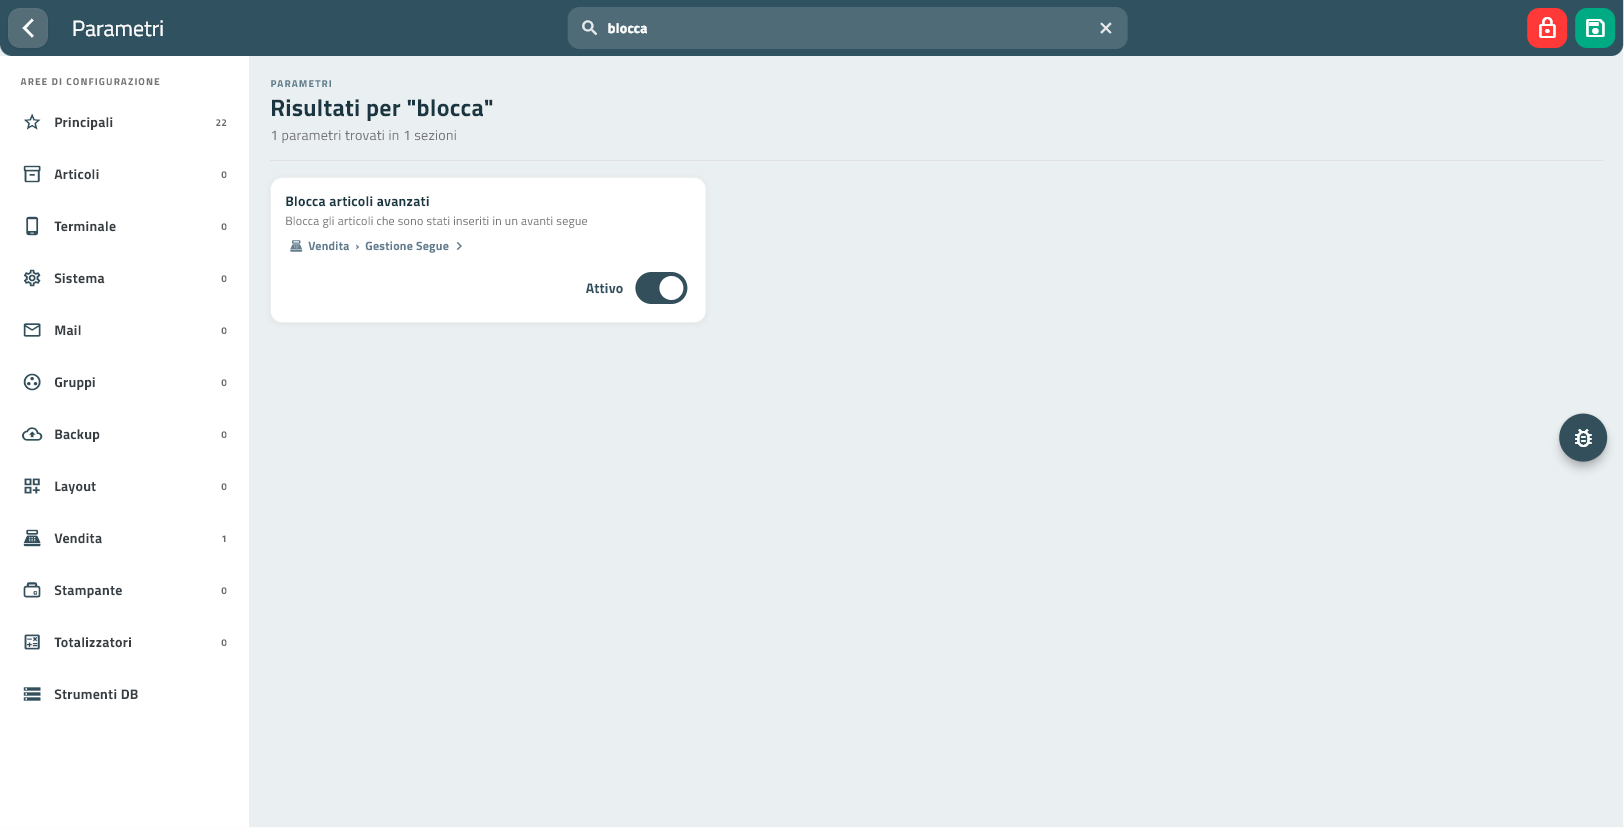 Parametri
blocca
AREE DI CONFIGURAZIONE
Principali 22
Articoli 0
Terminale 0
Sistema 0
Mail 0
Gruppi 0
Backup 0
Layout 0
Vendita 1
Stampante 0
Totalizzatori 0
Strumenti DB
PARAMETRI
Risultati per "blocca"
1 parametri trovati in 1 sezioni
Blocca articoli avanzati
Blocca gli articoli che sono stati inseriti in un avanti segue
Vendita › Gestione Segue
Attivo